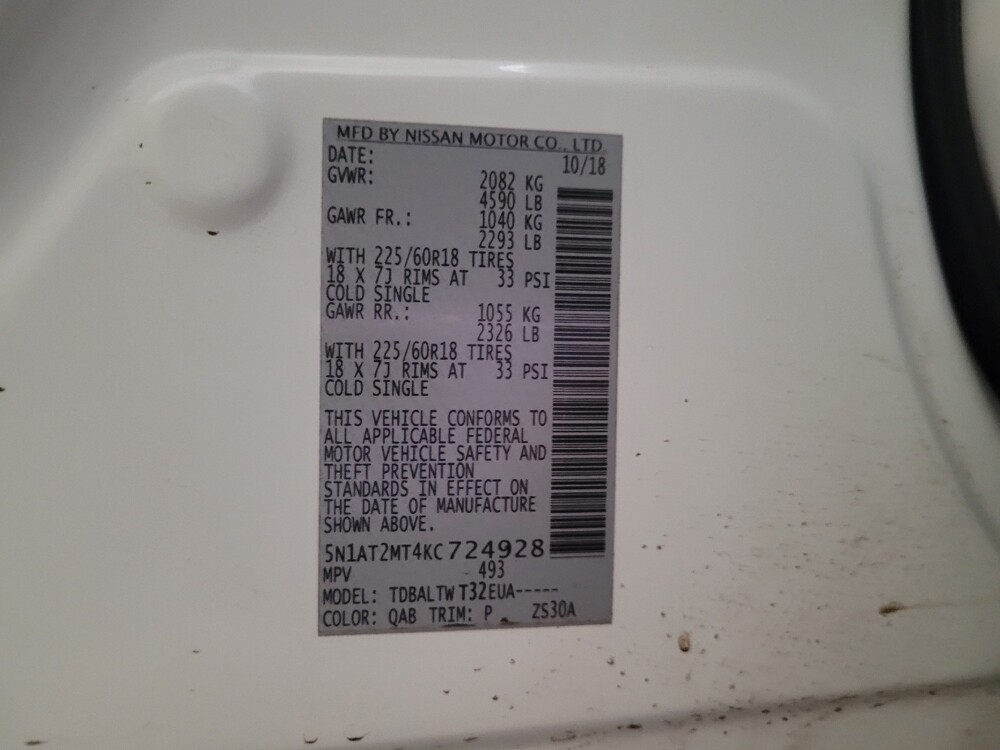 MFD BY NISSAN MOTOR CO., LTD.
DATE: 10/18
GVWR: 2082 KG
4590 LB
GAWR FR.: 1040 KG
2293 LB
WITH 225/60R18 TIRES
18 X 7J RIMS AT 33 PSI
COLD SINGLE
GAWR RR.: 1055 KG
2326 LB
WITH 225/60R18 TIRES
18 X 7J RIMS AT 33 PSI
COLD SINGLE
THIS VEHICLE CONFORMS TO
ALL APPLICABLE FEDERAL
MOTOR VEHICLE SAFETY AND
THEFT PREVENTION
STANDARDS IN EFFECT ON
THE DATE OF MANUFACTURE
SHOWN ABOVE.
5N1AT2MT4KC724928
MPV - 493
MODEL: TDBALTWT32EUA-----
COLOR: QAB TRIM: P ZS30A